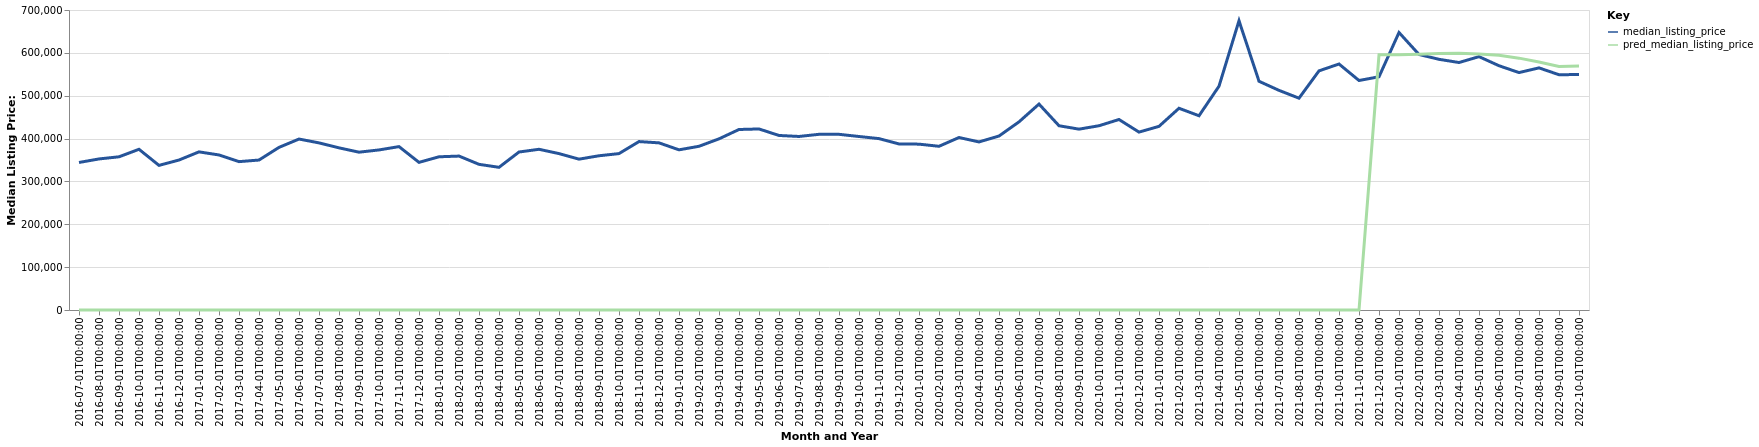 700,000
600,000
500,000
400,000
300,000
200,000
100,000
0
Median Listing Price:
2016-07-01T00:00:00
2016-08-01T00:00:00
2016-09-01T00:00:00
2016-10-01T00:00:00
2016-11-01T00:00:00
2016-12-01T00:00:00
2017-01-01T00:00:00
2017-02-01T00:00:00
2017-03-01T00:00:00
2017-04-01T00:00:00
2017-05-01T00:00:00
2017-06-01T00:00:00
2017-07-01T00:00:00
2017-08-01T00:00:00
2017-09-01T00:00:00
2017-10-01T00:00:00
2017-11-01T00:00:00
2017-12-01T00:00:00
2018-01-01T00:00:00
2018-02-01T00:00:00
2018-03-01T00:00:00
2018-04-01T00:00:00
2018-05-01T00:00:00
2018-06-01T00:00:00
2018-07-01T00:00:00
2018-08-01T00:00:00
2018-09-01T00:00:00
2018-10-01T00:00:00
2018-11-01T00:00:00
2018-12-01T00:00:00
2019-01-01T00:00:00
2019-02-01T00:00:00
2019-03-01T00:00:00
2019-04-01T00:00:00
2019-05-01T00:00:00
2019-06-01T00:00:00
2019-07-01T00:00:00
2019-08-01T00:00:00
2019-09-01T00:00:00
2019-10-01T00:00:00
2019-11-01T00:00:00
2019-12-01T00:00:00
2020-01-01T00:00:00
2020-02-01T00:00:00
2020-03-01T00:00:00
2020-04-01T00:00:00
2020-05-01T00:00:00
2020-06-01T00:00:00
2020-07-01T00:00:00
2020-08-01T00:00:00
2020-09-01T00:00:00
2020-10-01T00:00:00
2020-11-01T00:00:00
2020-12-01T00:00:00
2021-01-01T00:00:00
2021-02-01T00:00:00
2021-03-01T00:00:00
2021-04-01T00:00:00
2021-05-01T00:00:00
2021-06-01T00:00:00
2021-07-01T00:00:00
2021-08-01T00:00:00
2021-09-01T00:00:00
2021-10-01T00:00:00
2021-11-01T00:00:00
2021-12-01T00:00:00
2022-01-01T00:00:00
2022-02-01T00:00:00
2022-03-01T00:00:00
2022-04-01T00:00:00
2022-05-01T00:00:00
2022-06-01T00:00:00
2022-07-01T00:00:00
2022-08-01T00:00:00
2022-09-01T00:00:00
2022-10-01T00:00:00
Month and Year
Key
median_listing_price
pred_median_listing_price